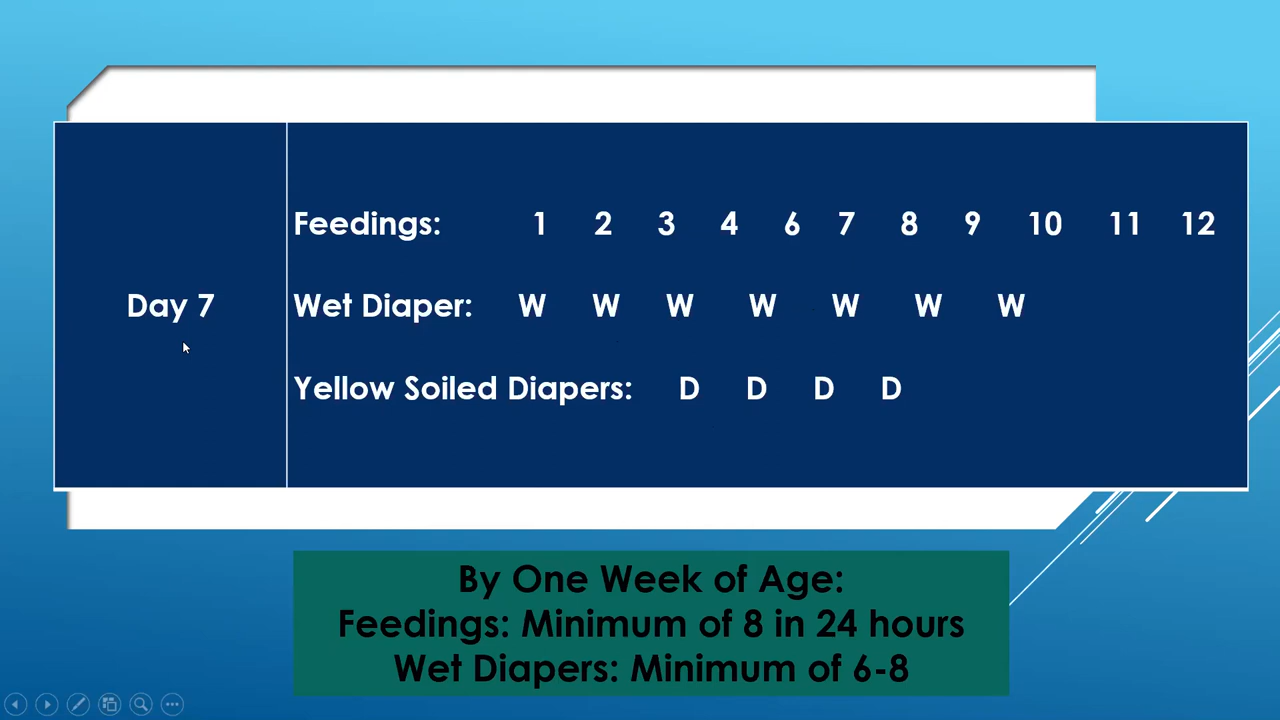 Day 7
Feedings: 1 2 3 4 6 7 8 9 10 11 12
Wet Diaper: W W W W W W W
Yellow Soiled Diapers: D D D D
By One Week of Age:
Feedings: Minimum of 8 in 24 hours
Wet Diapers: Minimum of 6-8